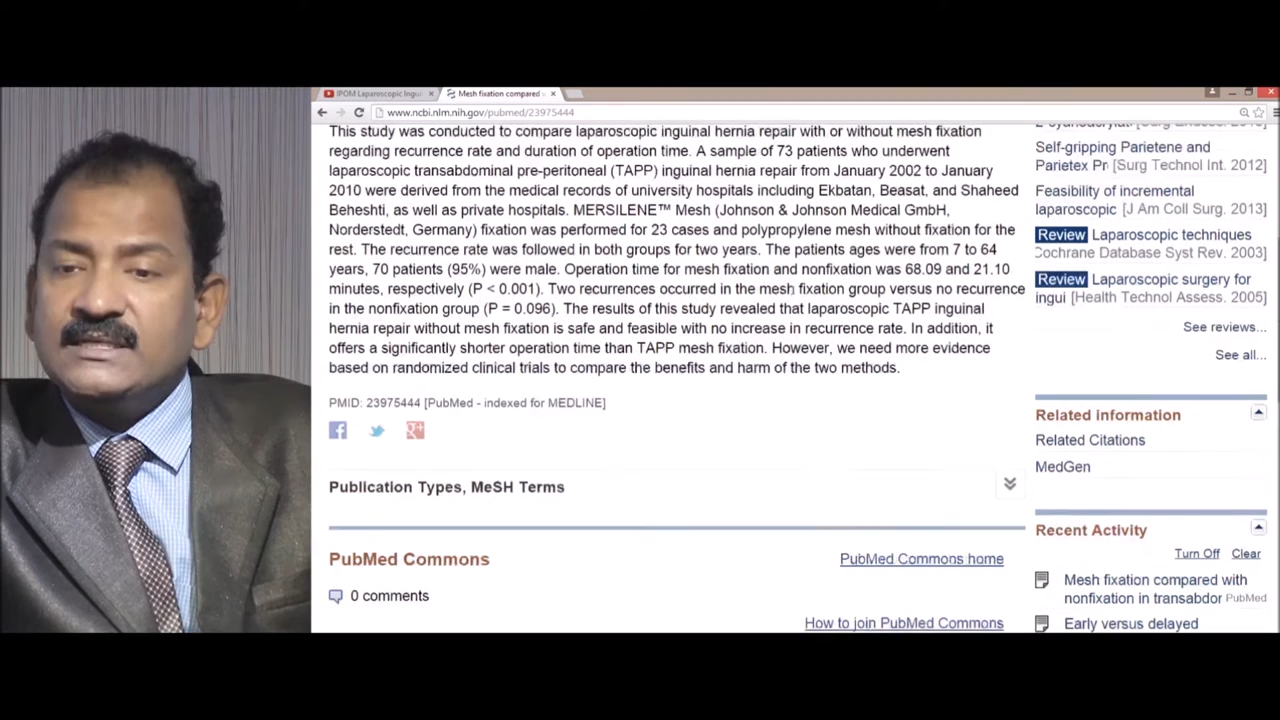 IPOM Laparoscopic Ingui
Mesh fixation compared
www.ncbi.nlm.nih.gov/pubmed/23975444
This study was conducted to compare laparoscopic inguinal hernia repair with or without mesh fixation
regarding recurrence rate and duration of operation time. A sample of 73 patients who underwent
laparoscopic transabdominal pre-peritoneal (TAPP) inguinal hernia repair from January 2002 to January
2010 were derived from the medical records of university hospitals including Ekbatan, Beasat, and Shaheed
Beheshti, as well as private hospitals. MERSILENE™ Mesh (Johnson & Johnson Medical GmbH,
Norderstedt, Germany) fixation was performed for 23 cases and polypropylene mesh without fixation for the
rest. The recurrence rate was followed in both groups for two years. The patients ages were from 7 to 64
years, 70 patients (95%) were male. Operation time for mesh fixation and nonfixation was 68.09 and 21.10
minutes, respectively (P < 0.001). Two recurrences occurred in the mesh fixation group versus no recurrence
in the nonfixation group (P = 0.096). The results of this study revealed that laparoscopic TAPP inguinal
hernia repair without mesh fixation is safe and feasible with no increase in recurrence rate. In addition, it
offers a significantly shorter operation time than TAPP mesh fixation. However, we need more evidence
based on randomized clinical trials to compare the benefits and harm of the two methods.
PMID: 23975444 [PubMed - indexed for MEDLINE]
Publication Types, MeSH Terms
PubMed Commons
PubMed Commons home
0 comments
How to join PubMed Commons
Self-gripping Parietene and
Parietex Pr [Surg Technol Int. 2012]
Feasibility of incremental
laparoscopic [J Am Coll Surg. 2013]
Review Laparoscopic techniques
Cochrane Database Syst Rev. 2003]
Review Laparoscopic surgery for
ingui [Health Technol Assess. 2005]
See reviews...
See all...
Related information
Related Citations
MedGen
Recent Activity
Turn Off Clear
Mesh fixation compared with
nonfixation in transabdor PubMed
Early versus delayed